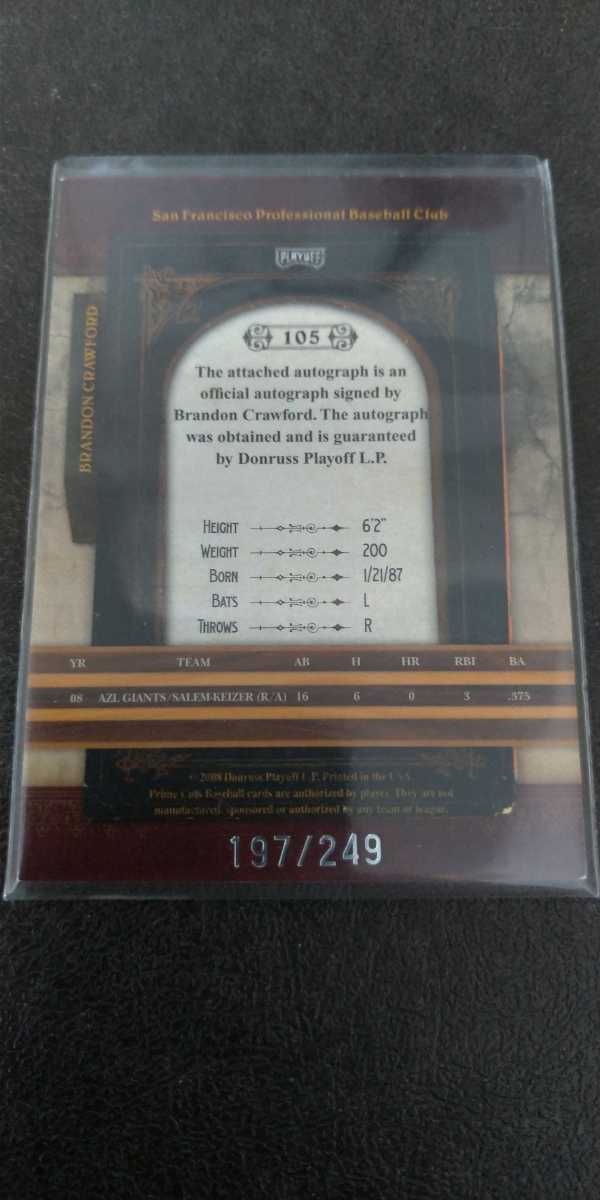 San Francisco Professional Baseball Club
PLAYOFF
BRANDON CRAWFORD
105
The attached autograph is an
official autograph signed by
Brandon Crawford. The autograph
was obtained and is guaranteed
by Donruss Playoff L.P.
HEIGHT 6'2"
WEIGHT 200
BORN 1/21/87
BATS L
THROWS R
YR TEAM AB H HR RBI BA
08 AZL GIANTS/SALEM-KEIZER (R/A) 16 6 0 3 .375
© 2008 Donruss Playoff L.P. Printed in the USA.
Prime Cuts Baseball cards are authorized by player. They are not
manufactured, sponsored or authorized by any team or league.
197/249